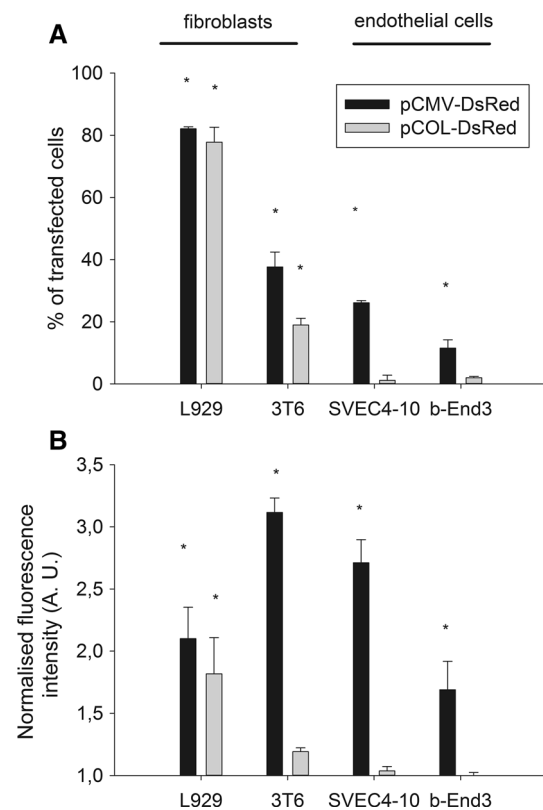 A
fibroblasts
endothelial cells
% of transfected cells
100
80
60
40
20
0
* * * * * *
pCMV-DsRed
pCOL-DsRed
L929 3T6 SVEC4-10 b-End3
B
Normalised fluorescence
intensity (A. U.)
3,5
3,0
2,5
2,0
1,5
1,0
* * * * *
L929 3T6 SVEC4-10 b-End3